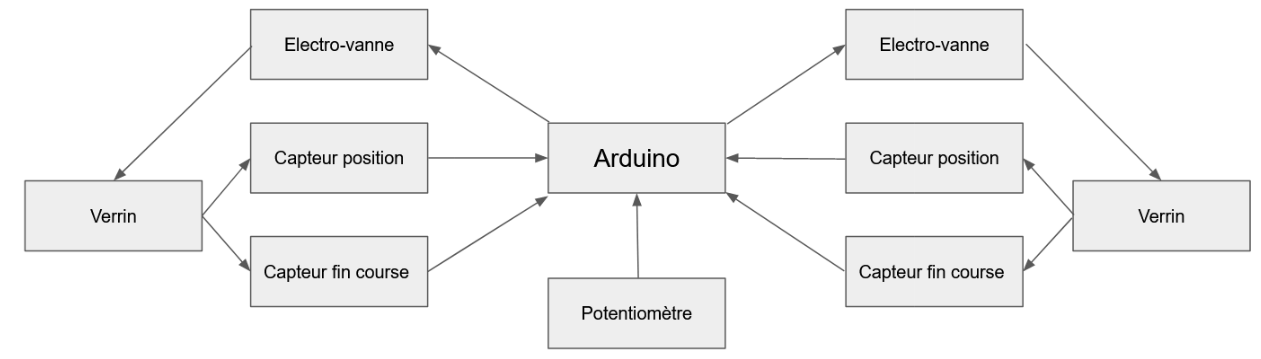 Electro-vanne
Electro-vanne
Capteur position
Arduino
Capteur position
Verrin
Verrin
Capteur fin course
Capteur fin course
Potentiomètre